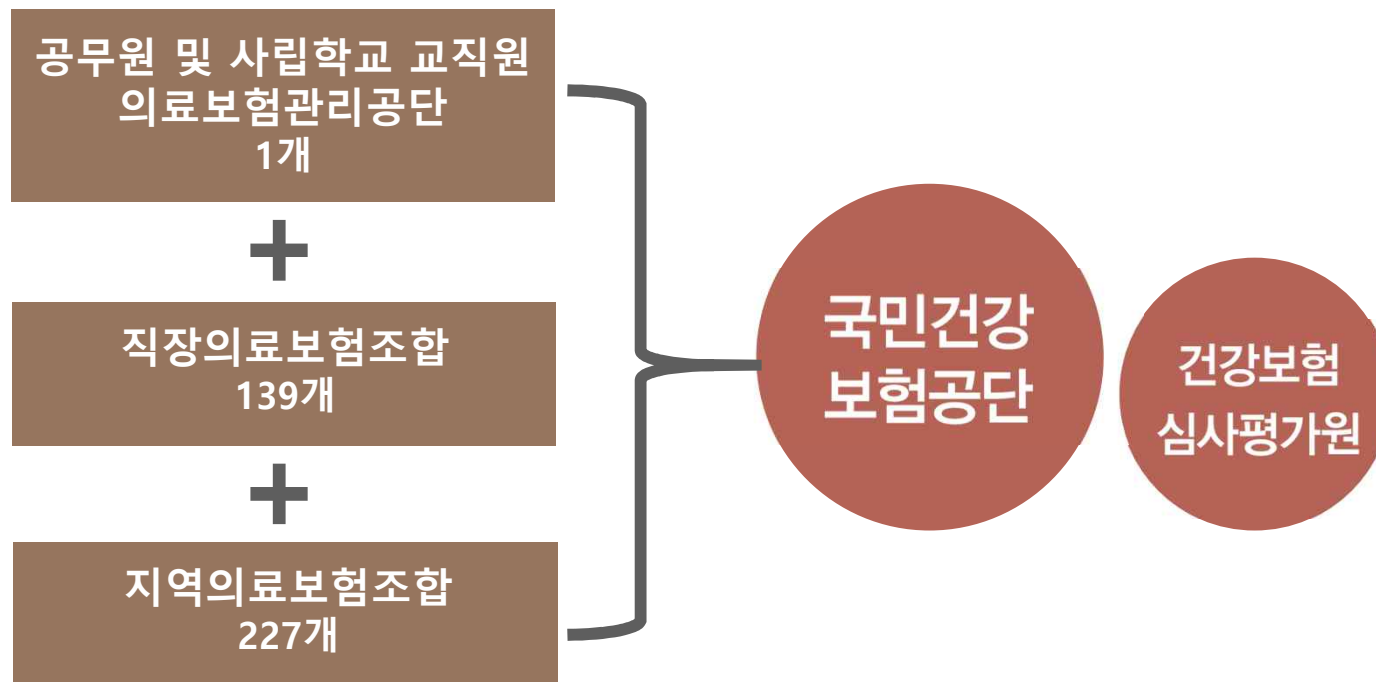 공무원 및 사립학교 교직원
의료보험관리공단
1개
+
직장의료보험조합
139개
+
지역의료보험조합
227개
국민건강
보험공단
건강보험
심사평가원